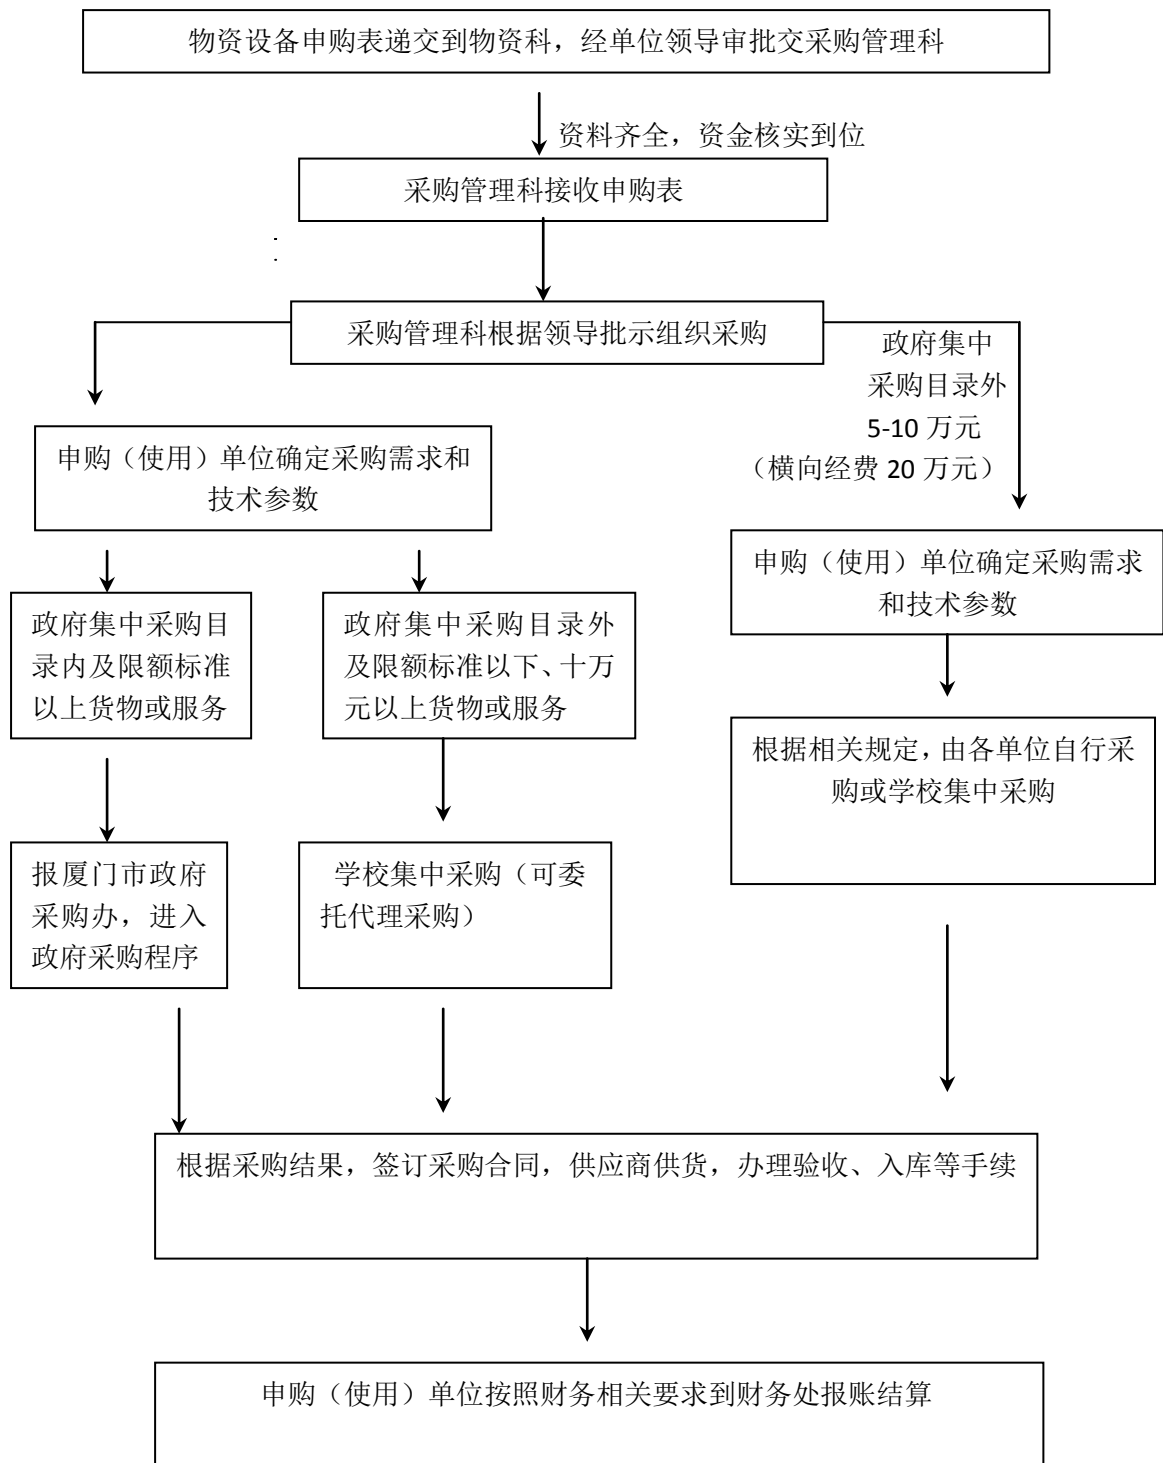 物资设备申购表递交到物资科，经单位领导审批交采购管理科
资料齐全，资金核实到位
采购管理科接收申购表
采购管理科根据领导批示组织采购
政府集中
采购目录外
5-10 万元
（横向经费 20 万元）
申购（使用）单位确定采购需求和
技术参数
申购（使用）单位确定采购需求
和技术参数
政府集中采购目
录内及限额标准
以上货物或服务
政府集中采购目录外
及限额标准以下、十万
元以上货物或服务
根据相关规定，由各单位自行采
购或学校集中采购
报厦门市政府
采购办，进入
政府采购程序
学校集中采购（可委
托代理采购）
根据采购结果，签订采购合同，供应商供货，办理验收、入库等手续
申购（使用）单位按照财务相关要求到财务处报账结算